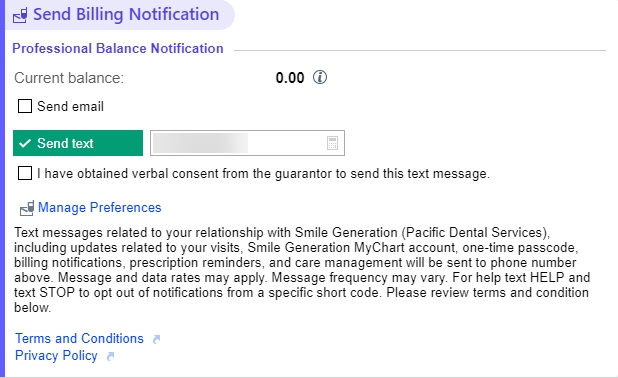 Send Billing Notification
Professional Balance Notification
Current balance: 0.00
Send email
Send text
I have obtained verbal consent from the guarantor to send this text message.
Manage Preferences
Text messages related to your relationship with Smile Generation (Pacific Dental Services),
including updates related to your visits, Smile Generation MyChart account, one-time passcode,
billing notifications, prescription reminders, and care management will be sent to phone number
above. Message and data rates may apply. Message frequency may vary. For help text HELP and
text STOP to opt out of notifications from a specific short code. Please review terms and condition
below.
Terms and Conditions
Privacy Policy